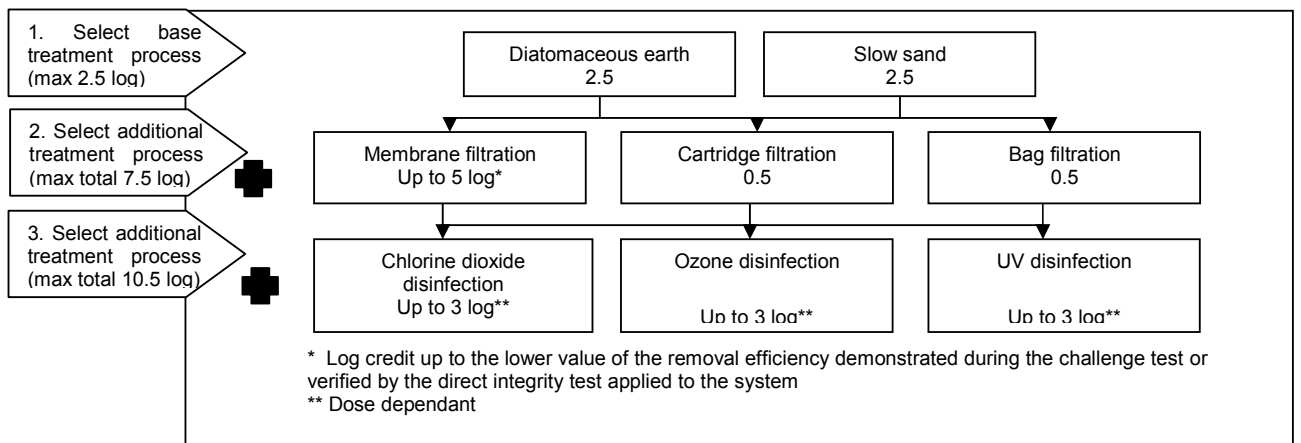 1. Select base
treatment process
(max 2.5 log)
Diatomaceous earth
2.5
Slow sand
2.5
2. Select additional
treatment process
(max total 7.5 log)
Membrane filtration
Up to 5 log*
Cartridge filtration
0.5
Bag filtration
0.5
3. Select additional
treatment process
(max total 10.5 log)
Chlorine dioxide
disinfection
Up to 3 log**
Ozone disinfection
Up to 3 log**
UV disinfection
Up to 3 log**
* Log credit up to the lower value of the removal efficiency demonstrated during the challenge test or
verified by the direct integrity test applied to the system
** Dose dependant